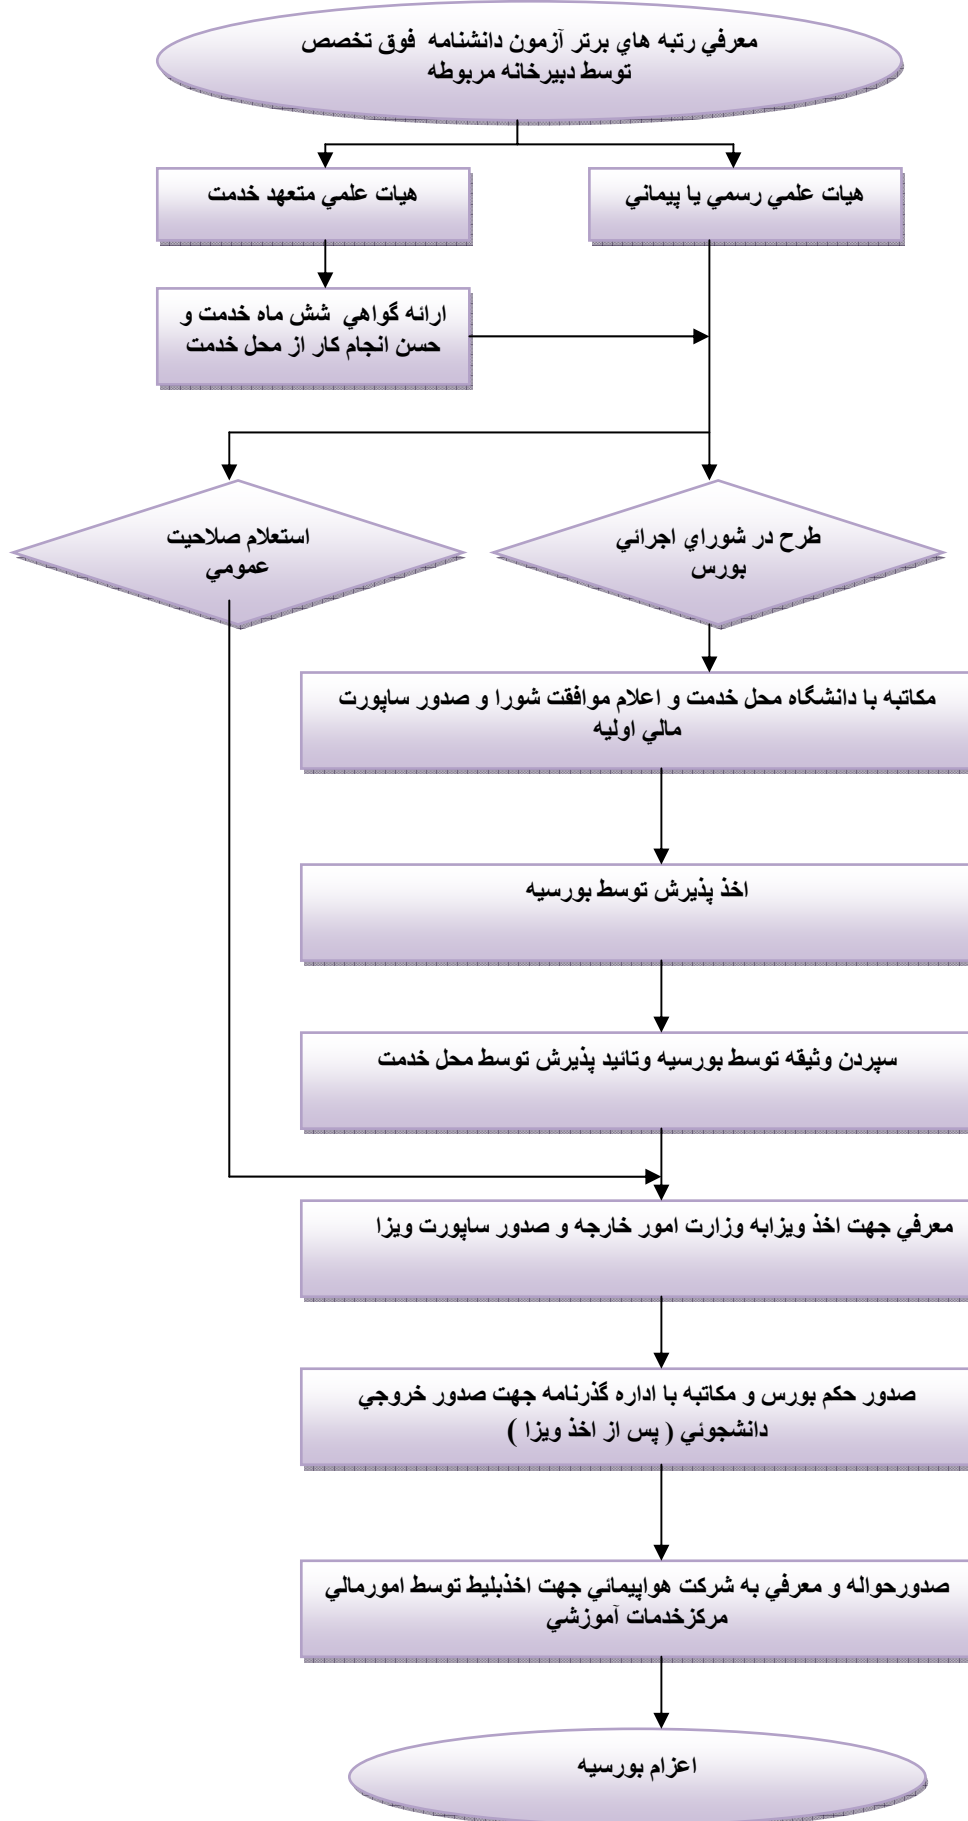 معرفي رتبه هاي برتر آزمون دانشنامه فوق تخصص
توسط دبيرخانه مربوطه
هيات علمي رسمي يا پيماني
هيات علمي متعهد خدمت
ارائه گواهي شش ماه خدمت و
حسن انجام كار از محل خدمت
طرح در شوراي اجرائي
بورس
استعلام صلاحيت
عمومي
مكاتبه با دانشگاه محل خدمت و اعلام موافقت شورا و صدور ساپورت
مالي اوليه
اخذ پذيرش توسط بورسيه
سپردن وثيقه توسط بورسيه وتائيد پذيرش توسط محل خدمت
معرفي جهت اخذ ويزابه وزارت امور خارجه و صدور ساپورت ويزا
صدور حكم بورس و مكاتبه با اداره گذرنامه جهت صدور خروجي
دانشجوئي ( پس از اخذ ويزا )
صدورحواله و معرفي به شركت هواپيمائي جهت اخذبليط توسط امورمالي
مركزخدمات آموزشي
اعزام بورسيه